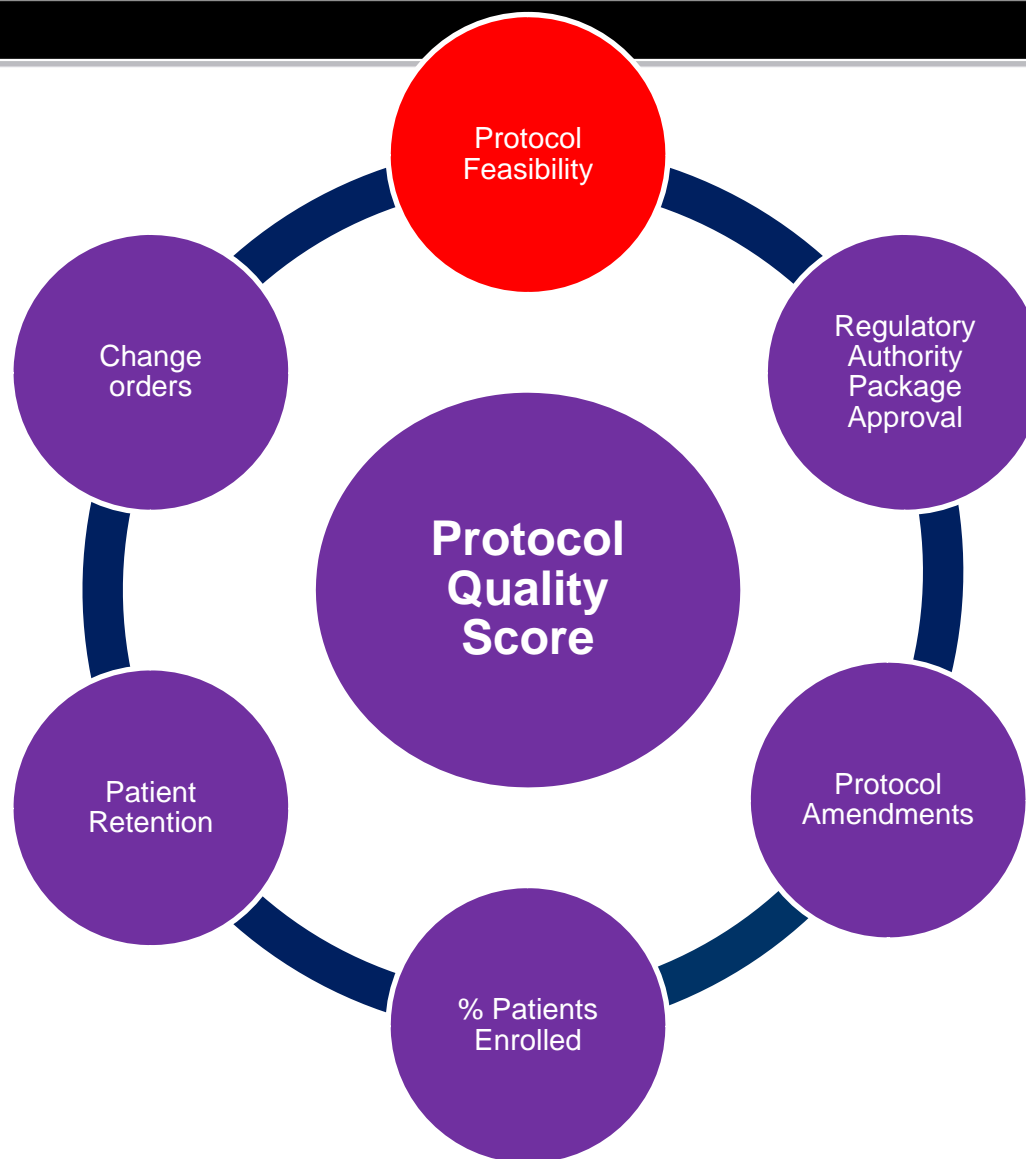 Protocol
Feasibility
Regulatory
Authority
Package
Approval
Change
orders
Protocol
Quality
Score
Protocol
Amendments
Patient
Retention
% Patients
Enrolled